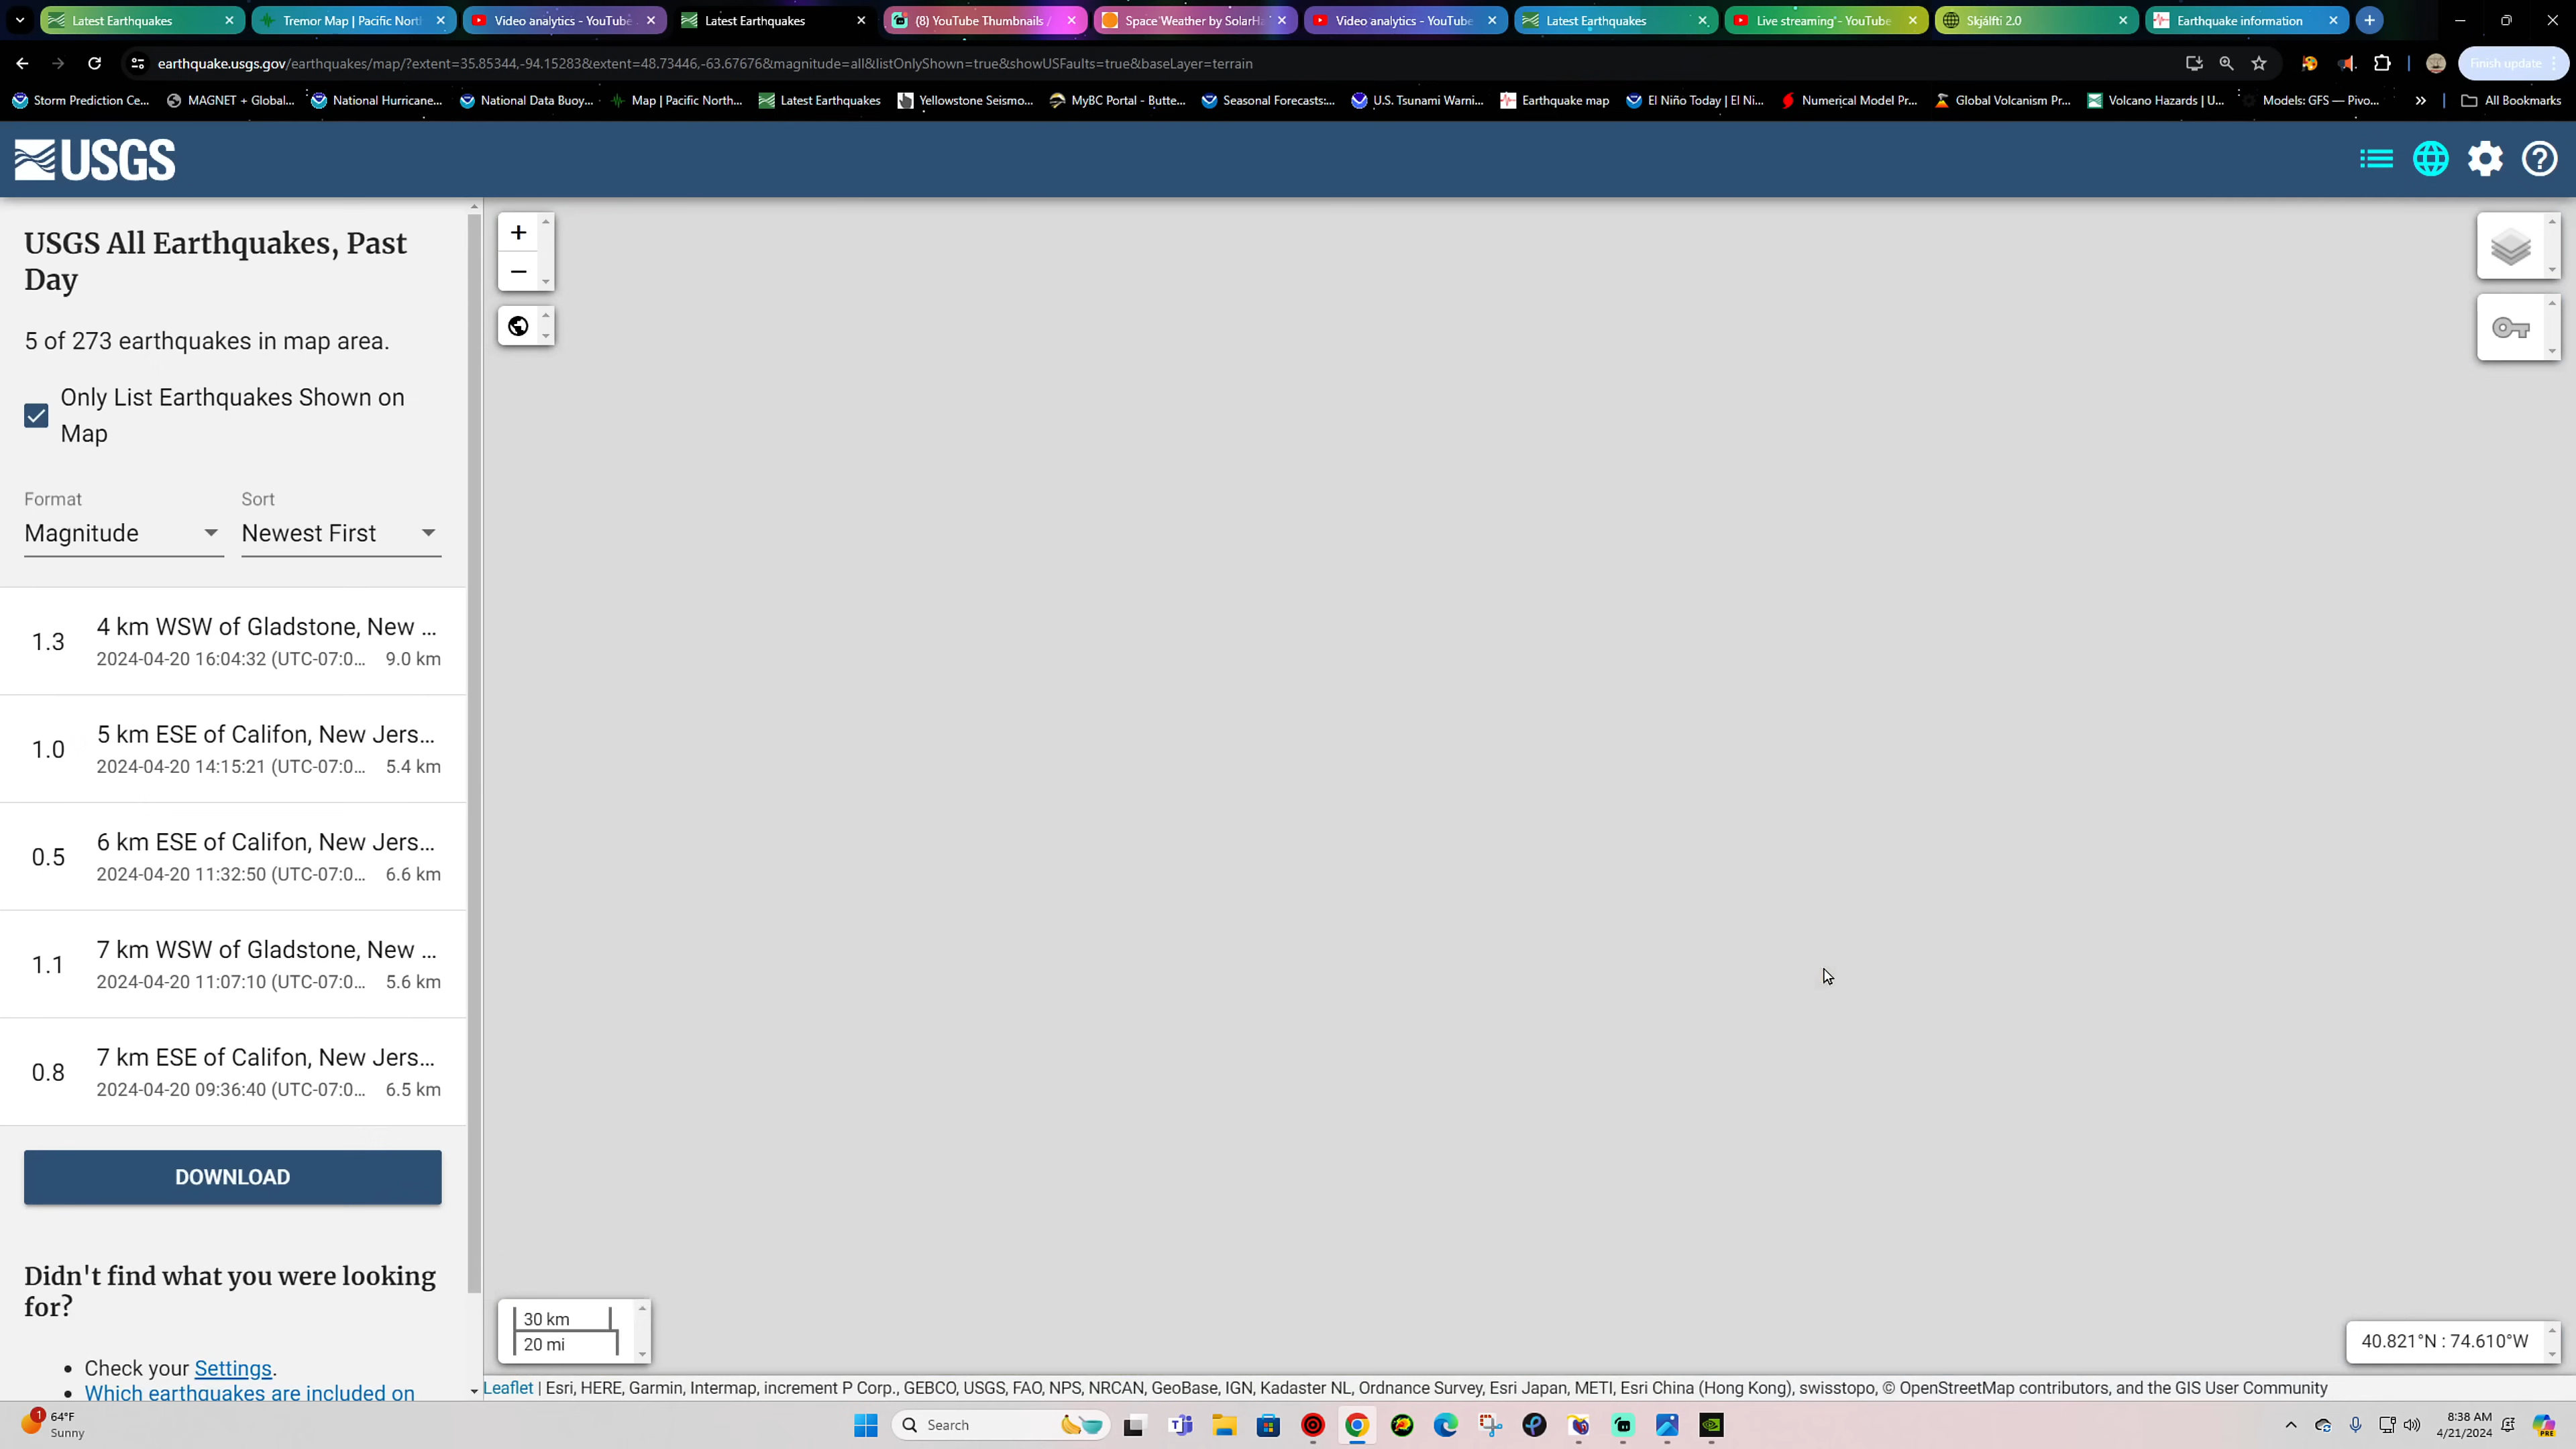 Latest Earthquakes
Tremor Map | Pacific Nort
Video analytics - YouTube
Latest Earthquakes
(8) YouTube Thumbnails /
Space Weather by SolarHa
Video analytics - YouTube
Latest Earthquakes
Live streaming - YouTube
Skjálfti 2.0
Earthquake information
earthquake.usgs.gov/earthquakes/map/?extent=35.85344,-94.15283&extent=48.73446,-63.67676&magnitude=all&listOnlyShown=true&showUSFaults=true&baseLayer=terrain
Finish update
Storm Prediction Ce...
MAGNET + Global...
National Hurricane...
National Data Buoy...
Map | Pacific North...
Latest Earthquakes
Yellowstone Seismo...
MyBC Portal - Butte...
Seasonal Forecasts:...
U.S. Tsunami Warni...
Earthquake map
El Niño Today | El Ni...
Numerical Model Pr...
Global Volcanism Pr...
Volcano Hazards | U...
Models: GFS — Pivo...
All Bookmarks
USGS
USGS All Earthquakes, Past
Day
5 of 273 earthquakes in map area.
Only List Earthquakes Shown on
Map
Format
Sort
Magnitude
Newest First
1.3
4 km WSW of Gladstone, New ...
2024-04-20 16:04:32 (UTC-07:0... 9.0 km
1.0
5 km ESE of Califon, New Jers...
2024-04-20 14:15:21 (UTC-07:0... 5.4 km
0.5
6 km ESE of Califon, New Jers...
2024-04-20 11:32:50 (UTC-07:0... 6.6 km
1.1
7 km WSW of Gladstone, New ...
2024-04-20 11:07:10 (UTC-07:0... 5.6 km
0.8
7 km ESE of Califon, New Jers...
2024-04-20 09:36:40 (UTC-07:0... 6.5 km
DOWNLOAD
Didn't find what you were looking
for?
Check your Settings.
Which earthquakes are included on
30 km
20 mi
40.821°N : 74.610°W
Leaflet | Esri, HERE, Garmin, Intermap, increment P Corp., GEBCO, USGS, FAO, NPS, NRCAN, GeoBase, IGN, Kadaster NL, Ordnance Survey, Esri Japan, METI, Esri China (Hong Kong), swisstopo, © OpenStreetMap contributors, and the GIS User Community
1
64°F
Sunny
Search
8:38 AM
4/21/2024
PRE